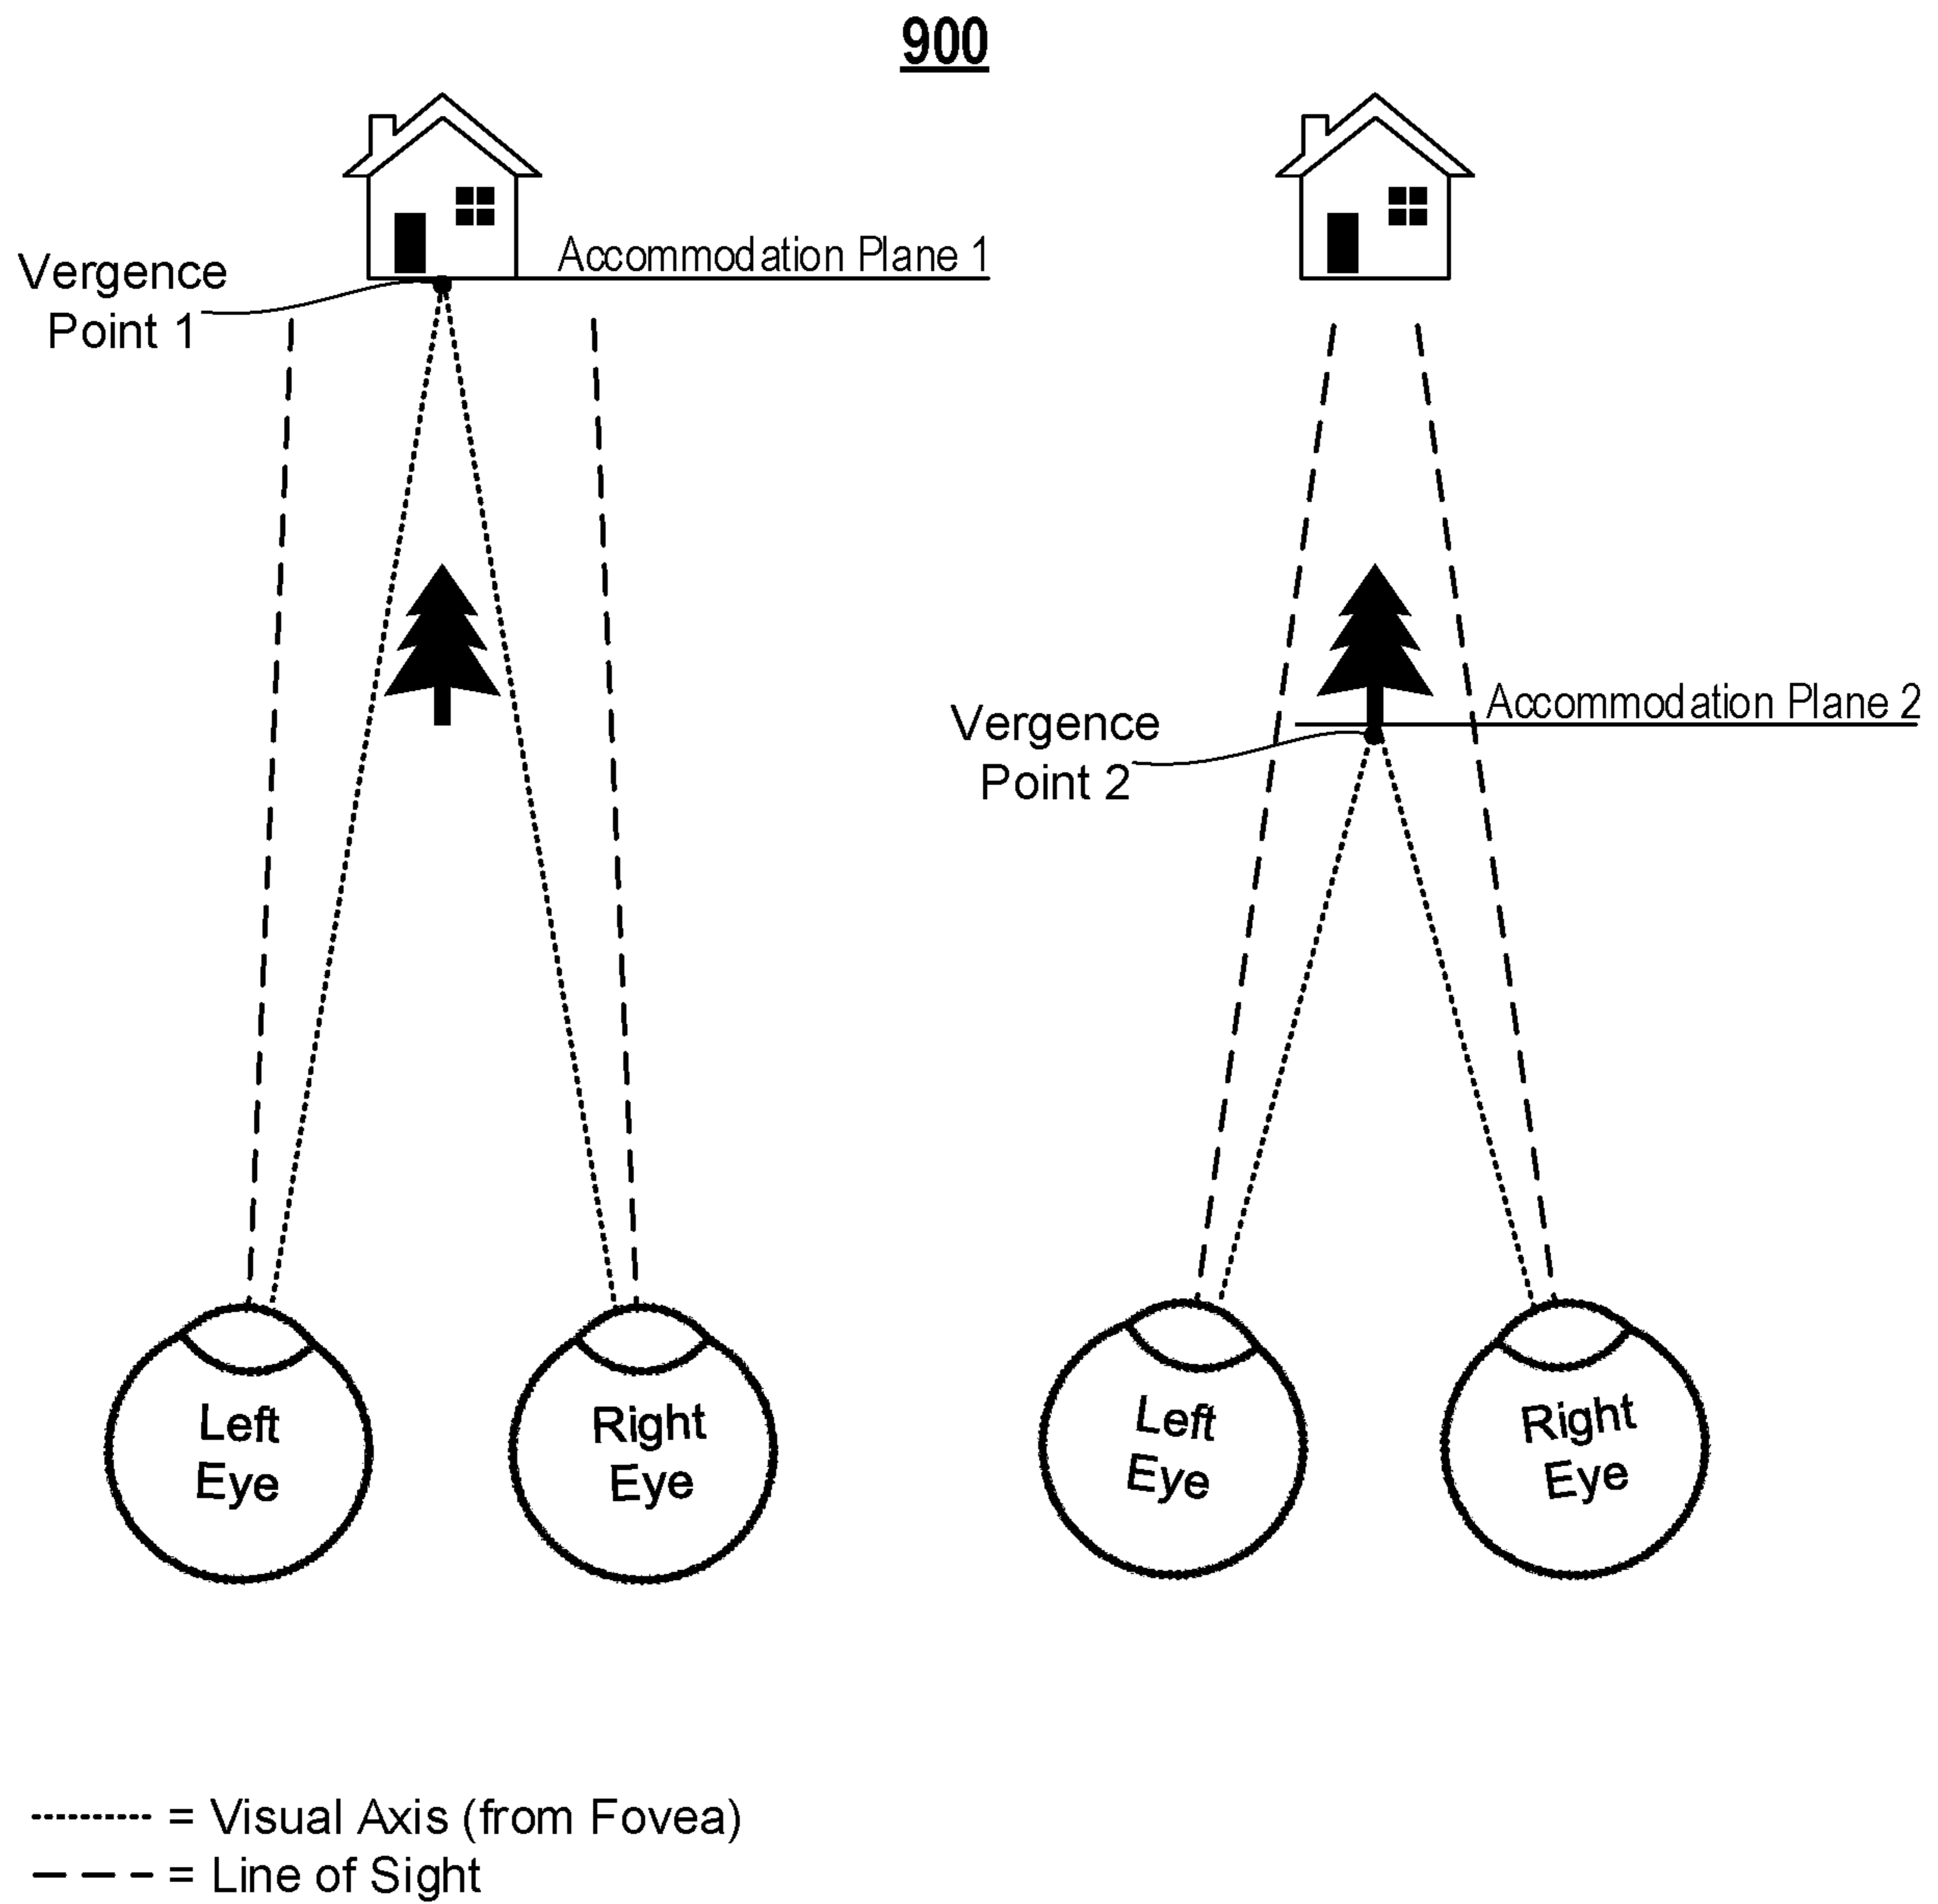 900
Accommodation Plane 1
Vergence
Point 1
Accommodation Plane 2
Vergence
Point 2
Left
Eye
Right
Eye
Left
Eye
Right
Eye
= Visual Axis (from Fovea)
= Line of Sight